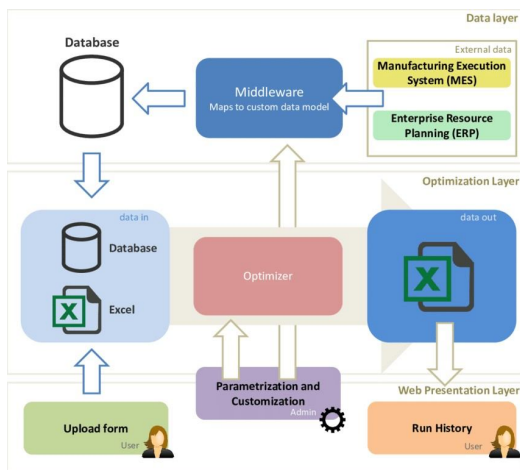 Data layer
Database
External data
Manufacturing Execution
System (MES)
Middleware
Maps to custom data model
Enterprise Resource
Planning (ERP)
Optimization Layer
data in
data out
Database
Optimizer
X
X
Excel
Parametrization and
Customization
Admin
Web Presentation Layer
Upload form
User
Run History
User